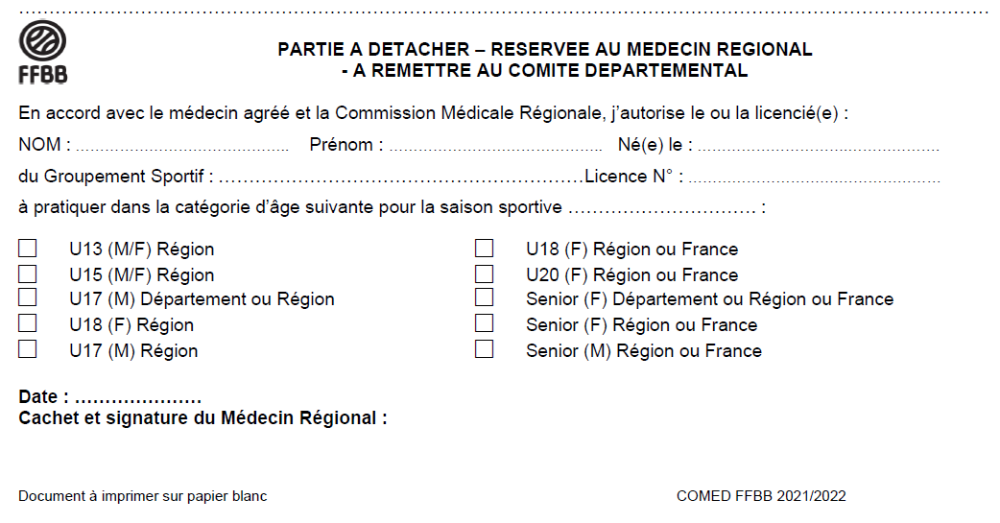 FFBB
PARTIE A DETACHER – RESERVEE AU MEDECIN REGIONAL
- A REMETTRE AU COMITE DEPARTEMENTAL
En accord avec le médecin agréé et la Commission Médicale Régionale, j’autorise le ou la licencié(e) :
NOM : ............................................ Prénom : ............................................ Né(e) le : ..................................................
du Groupement Sportif : ……………………………………………………Licence N° : ....................................................
à pratiquer dans la catégorie d’âge suivante pour la saison sportive …………………………. :
☐ U13 (M/F) Région
☐ U15 (M/F) Région
☐ U17 (M) Département ou Région
☐ U18 (F) Région
☐ U17 (M) Région
☐ U18 (F) Région ou France
☐ U20 (F) Région ou France
☐ Senior (F) Département ou Région ou France
☐ Senior (F) Région ou France
☐ Senior (M) Région ou France
Date : …………………
Cachet et signature du Médecin Régional :
Document à imprimer sur papier blanc
COMED FFBB 2021/2022